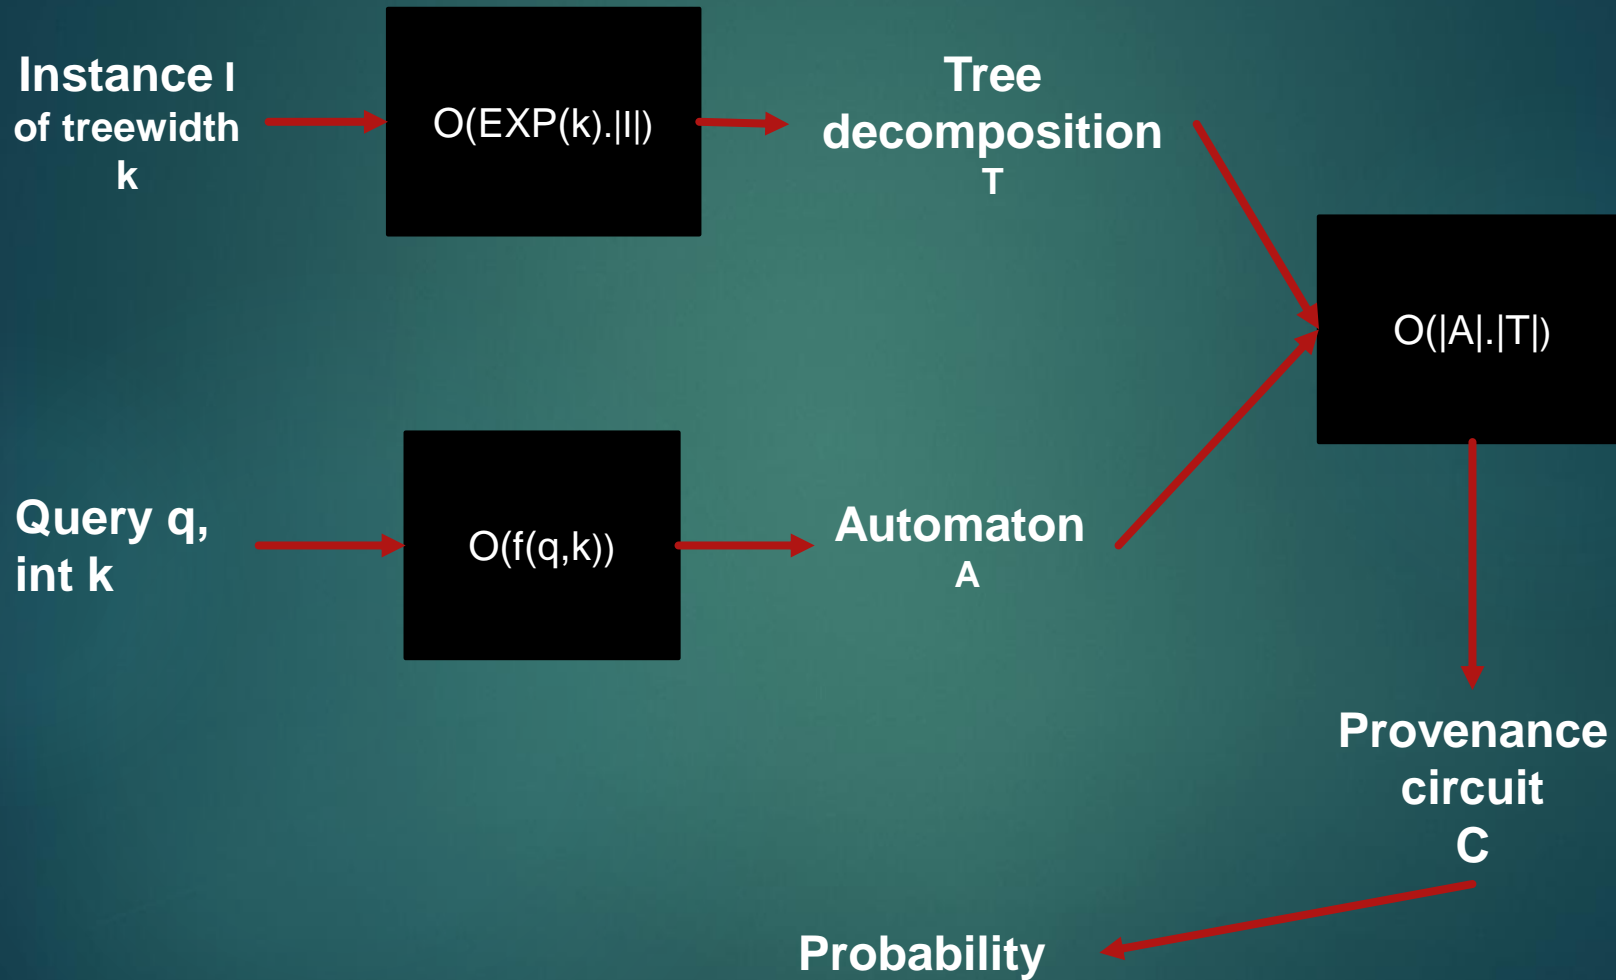 Instance I
of treewidth
k
O(EXP(k).|I|)
Tree
decomposition
T
O(|A|.|T|)
Query q,
int k
O(f(q,k))
Automaton
A
Provenance
circuit
C
Probability